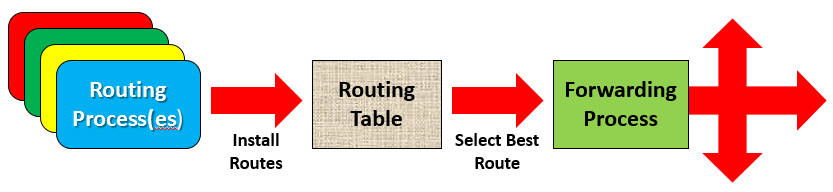 Routing
Process(es)
Install
Routes
Routing
Table
Select Best
Route
Forwarding
Process